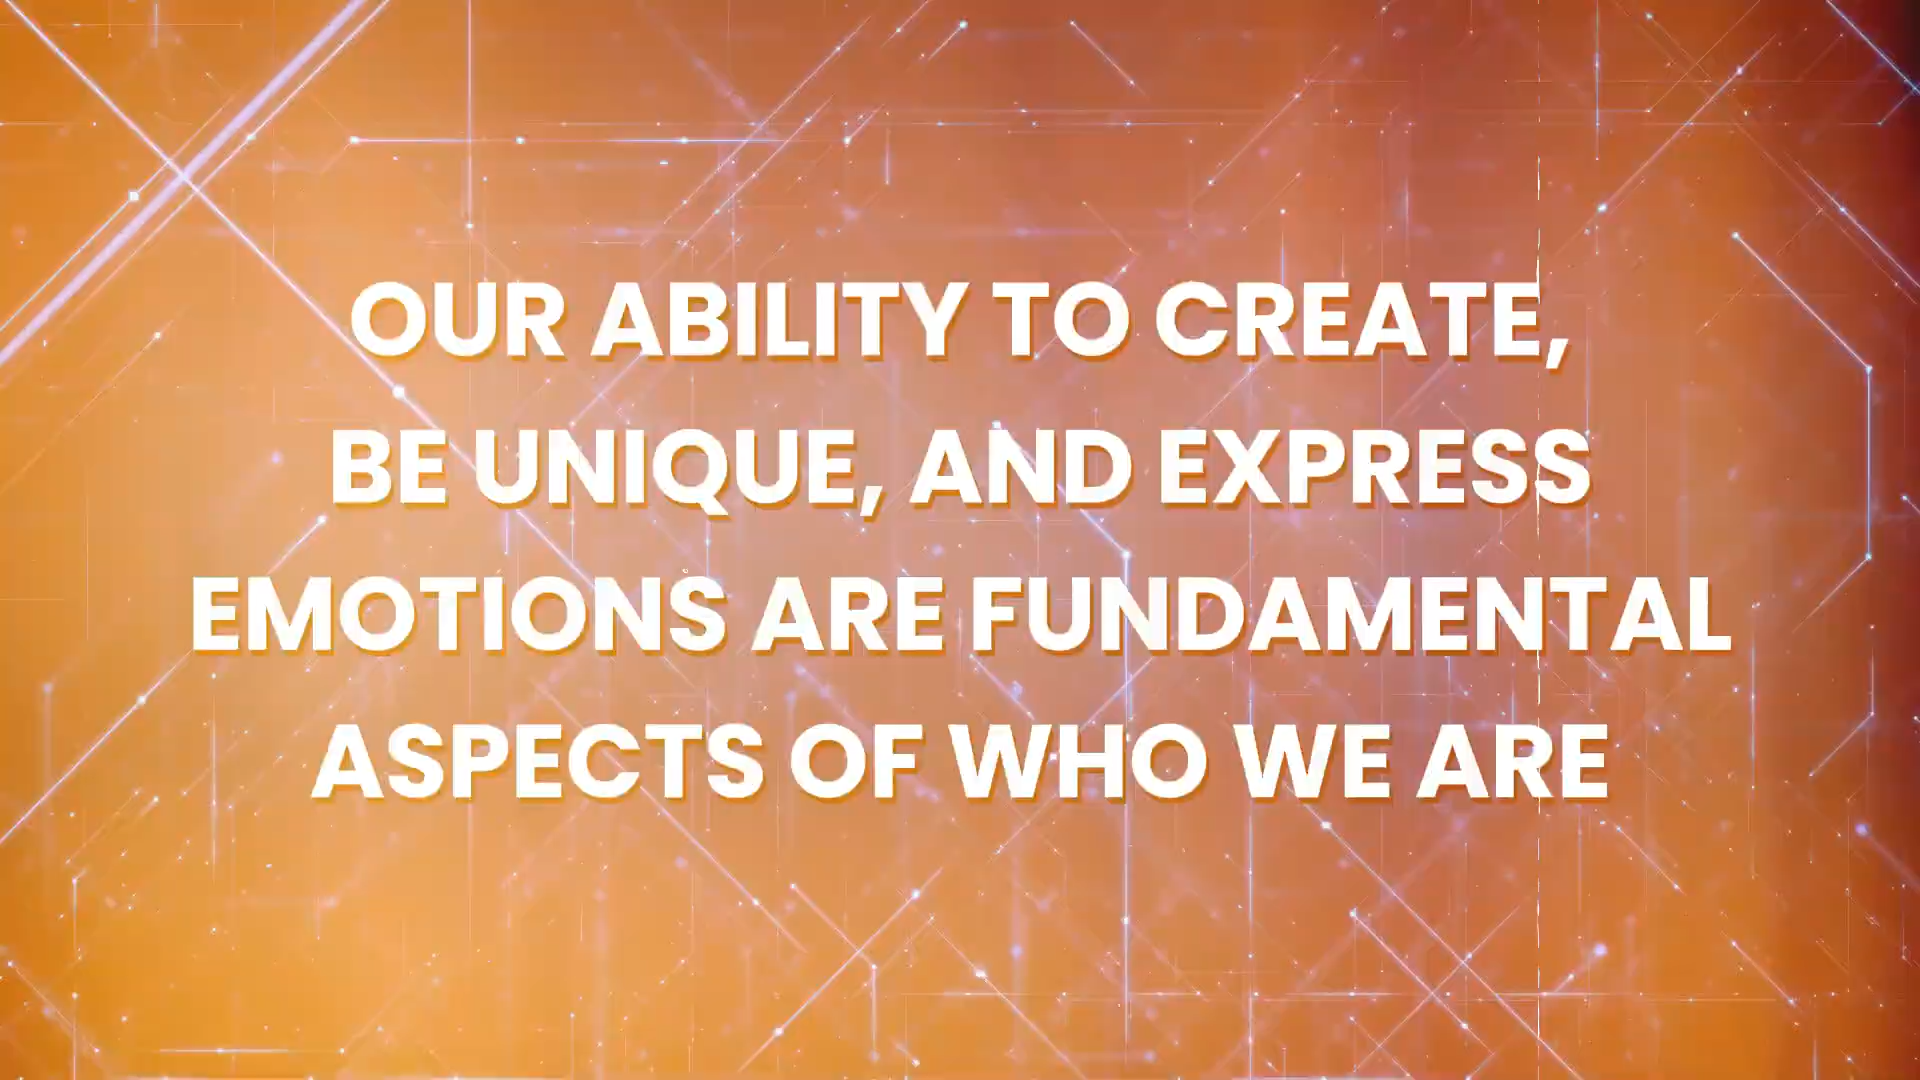 OUR ABILITY TO CREATE,
BE UNIQUE, AND EXPRESS
EMOTIONS ARE FUNDAMENTAL
ASPECTS OF WHO WE ARE